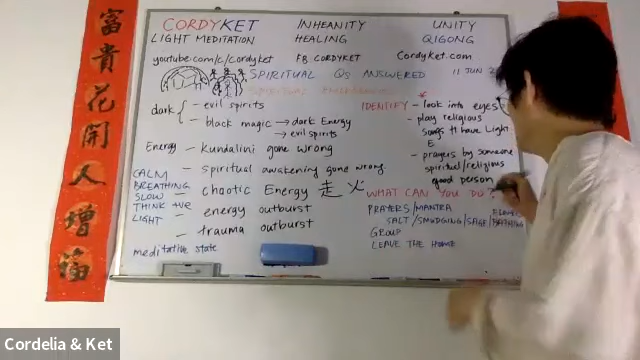 富貴花開人增福
CORDYKET INHEANITY UNITY
LIGHT MEDITATION HEALING QIGONG
youtube.com/c/cordyket FB CORDYKET Cordyket.com
SPIRITUAL Qs ANSWERED 11 JUN
dark - evil spirits
- black magic → dark Energy
→ evil spirits
Energy - Kundalini gone wrong
- spiritual awakening gone wrong
- chaotic Energy 走火
- energy outburst
- trauma outburst
CALM
BREATHING
SLOW
THINK +ve
LIGHT
meditative state
IDENTIFY - look into eyes
- play religious
songs tt have Light
E
- prayers by someone
spiritual/religious
good person
WHAT CAN YOU DO?
PRAYERS/MANTRA
SALT/SMUDGING/SAGE/
BATHING
GROUP
LEAVE THE HOME
Cordelia & Ket